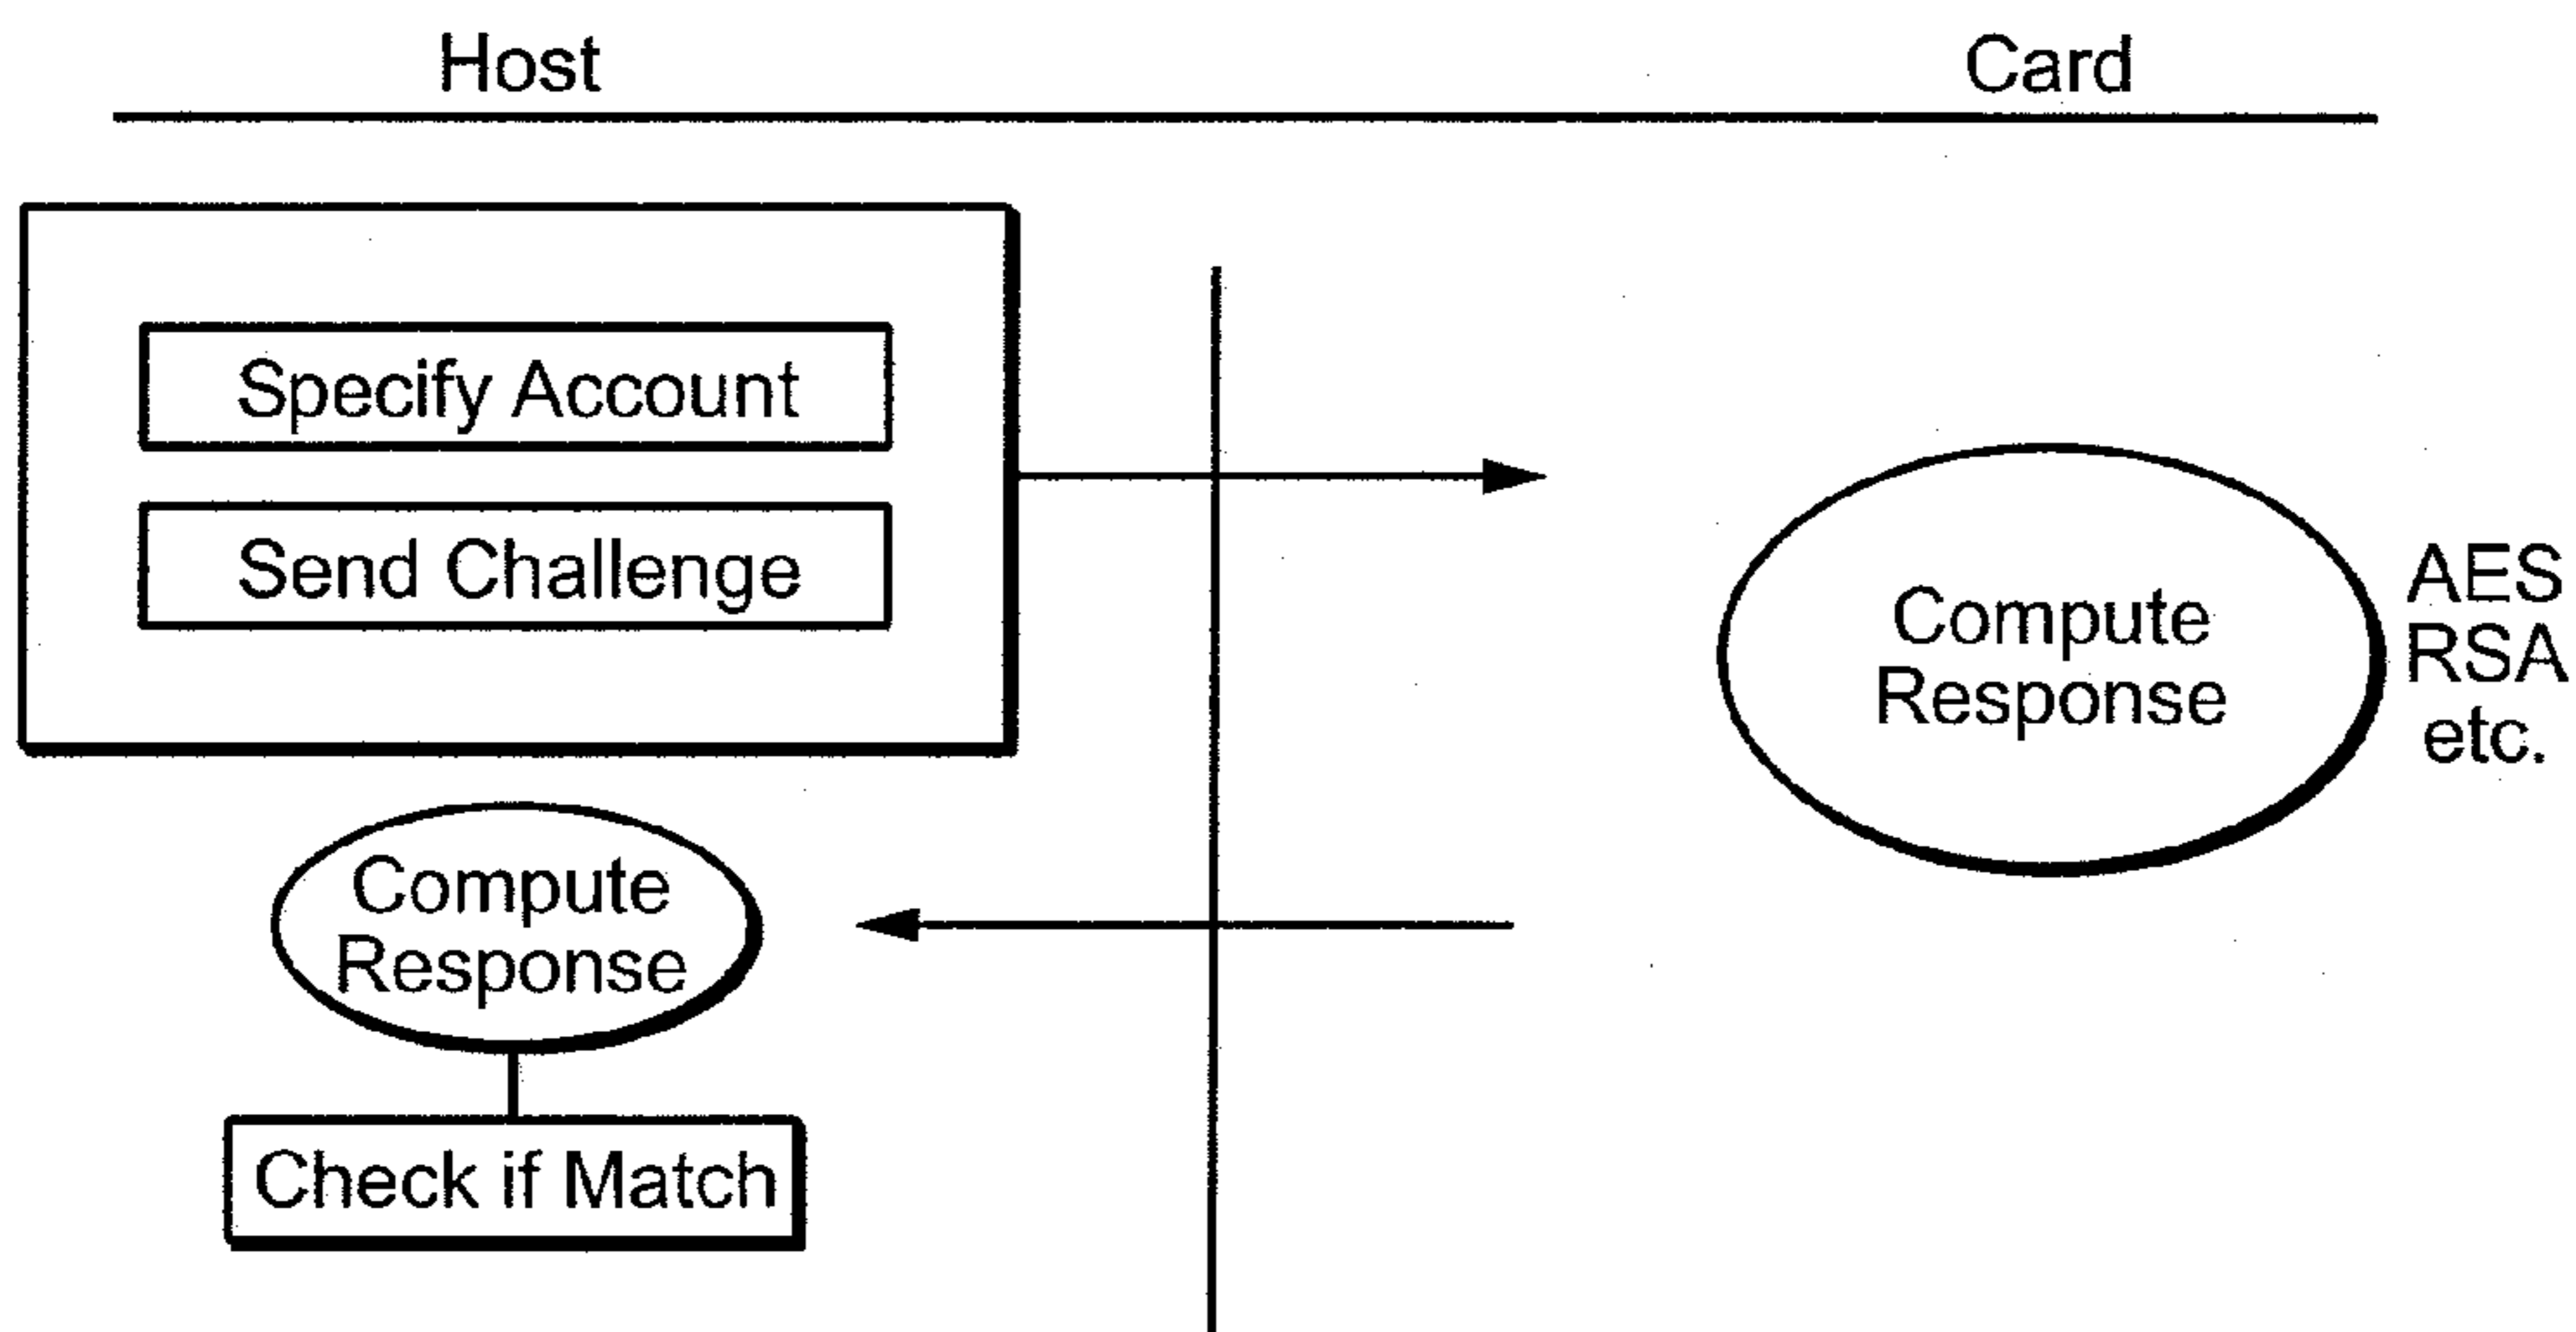 Host
Card
Specify Account
Send Challenge
Compute
Response
AES
RSA
etc.
Compute
Response
Check if Match